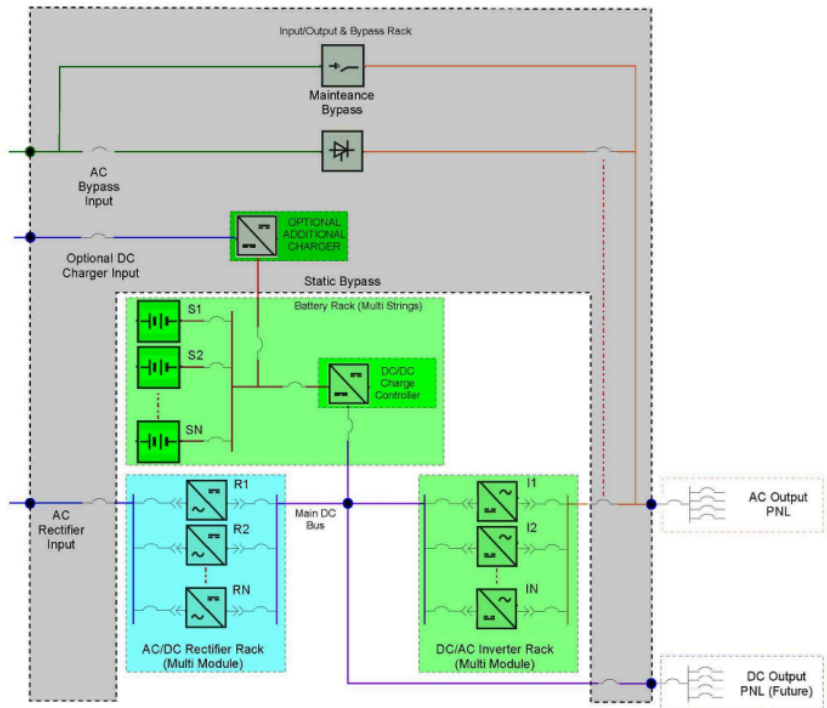 Input/Output & Bypass Rack
Mainteance
Bypass
AC
Bypass
Input
OPTIONAL
ADDITIONAL
CHARGER
Optional DC
Charger Input
Static Bypass
Battery Rack (Multi Strings)
S1
S2
DC/DC
Charge
Controller
SN
AC
Rectifier
Input
R1
R2
RN
Main DC
Bus
I1
I2
IN
AC Output
PNL
AC/DC Rectifier Rack
(Multi Module)
DC/AC Inverter Rack
(Multi Module)
DC Output
PNL (Future)